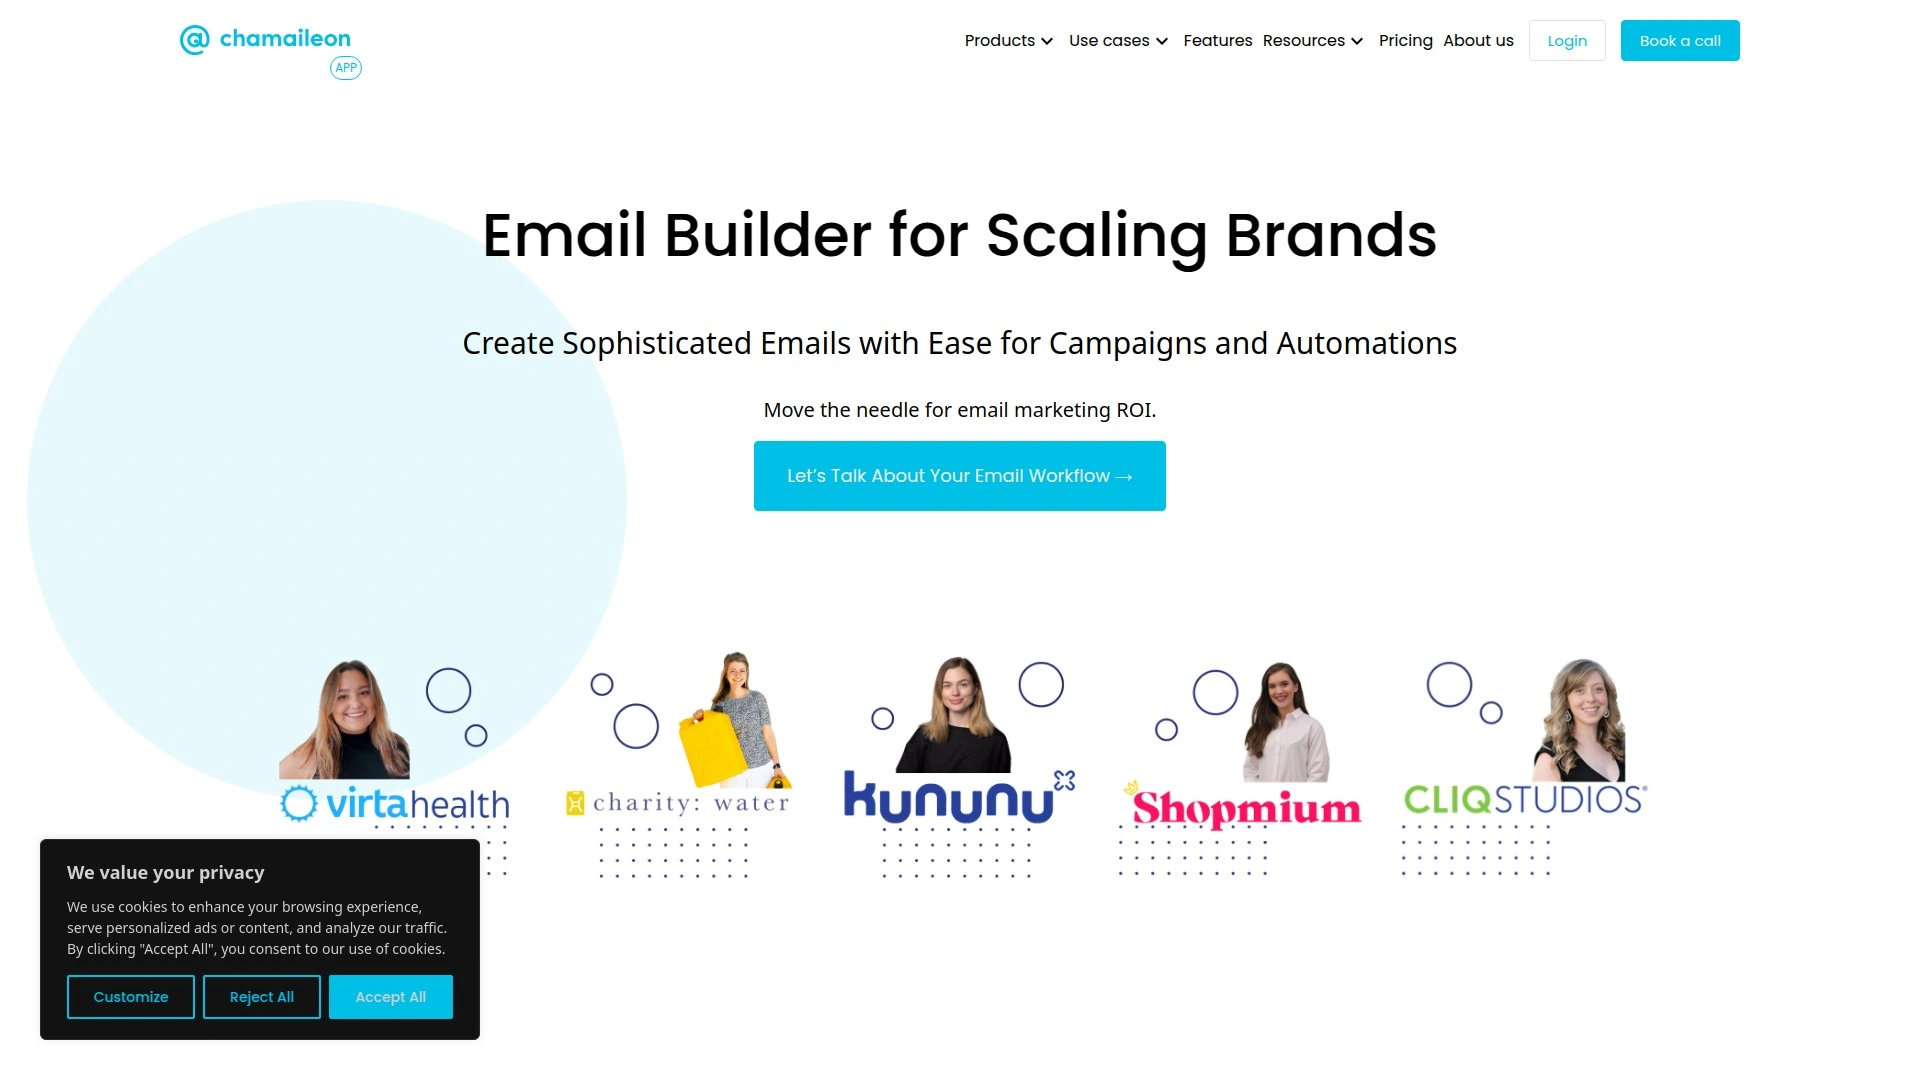 chamaileon
APP
Products Use cases Features Resources Pricing About us Login Book a call
Email Builder for Scaling Brands
Create Sophisticated Emails with Ease for Campaigns and Automations
Move the needle for email marketing ROI.
Let’s Talk About Your Email Workflow →
virtahealth
charity: water
kununu
Shopmium
CLIQSTUDIOS
We value your privacy
We use cookies to enhance your browsing experience,
serve personalized ads or content, and analyze our traffic.
By clicking "Accept All", you consent to our use of cookies.
Customize Reject All Accept All